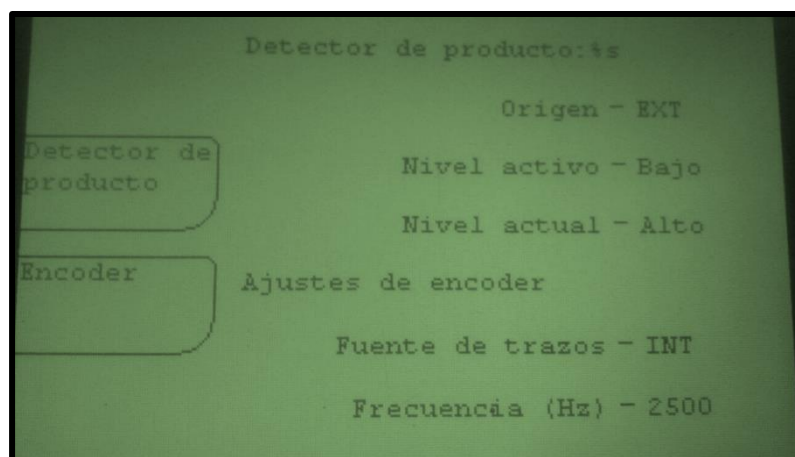 Detector de producto:%s
Origen - EXT
Detector de
producto
Nivel activo - Bajo
Nivel actual - Alto
Encoder
Ajustes de encoder
Fuente de trazos - INT
Frecuencia (Hz) - 2500